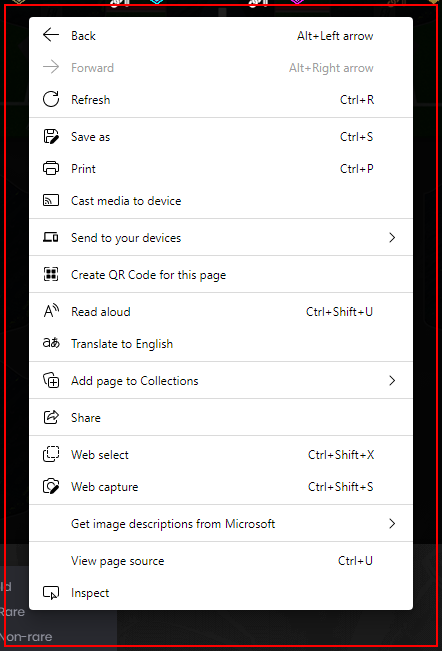 Back Alt+Left arrow
Forward Alt+Right arrow
Refresh Ctrl+R
Save as Ctrl+S
Print Ctrl+P
Cast media to device
Send to your devices
Create QR Code for this page
Read aloud Ctrl+Shift+U
Translate to English
Add page to Collections
Share
Web select Ctrl+Shift+X
Web capture Ctrl+Shift+S
Get image descriptions from Microsoft
View page source Ctrl+U
Inspect
Rare
Non-rare